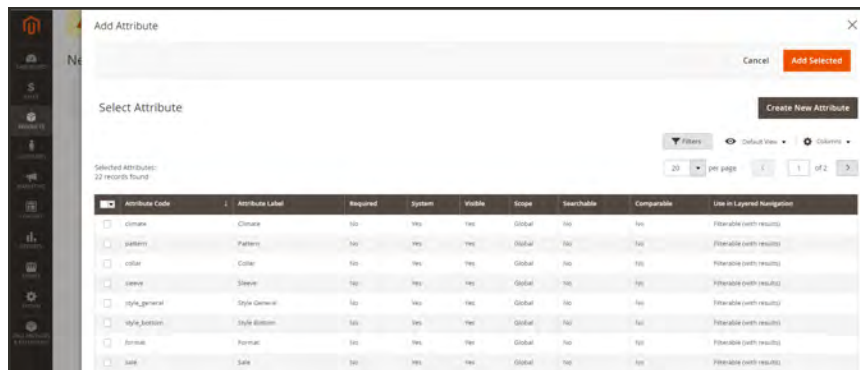 Add Attribute
Ne
Cancel Add Selected
Select Attribute
Create New Attribute
Filters Default View Columns
Selected Attributes:
22 records found
20 per page 1 of 2
Attribute Code Attribute Label Required System Visible Scope Searchable Comparable Use in Layered Navigation
climate Climate No Yes Yes Global No No Filterable (with results)
pattern Pattern No Yes Yes Global No No Filterable (with results)
collar Collar No Yes Yes Global No No Filterable (with results)
sleeve Sleeve No Yes Yes Global No No Filterable (with results)
style_general Style General No Yes Yes Global No No Filterable (with results)
style_bottom Style Bottom No Yes Yes Global No No Filterable (with results)
format Format No Yes Yes Global No No Filterable (with results)
sale Sale No Yes Yes Global No No Filterable (with results)